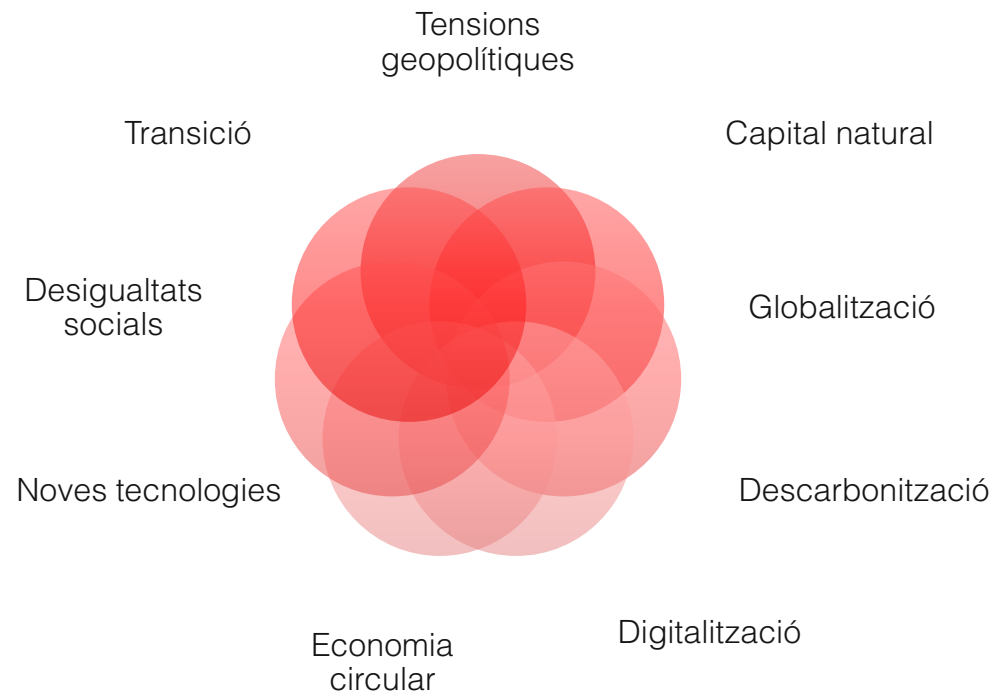 Tensions
geopolítiques
Transició
Capital natural
Desigualtats
socials
Globalització
Noves tecnologies
Descarbonització
Digitalització
Economia
circular